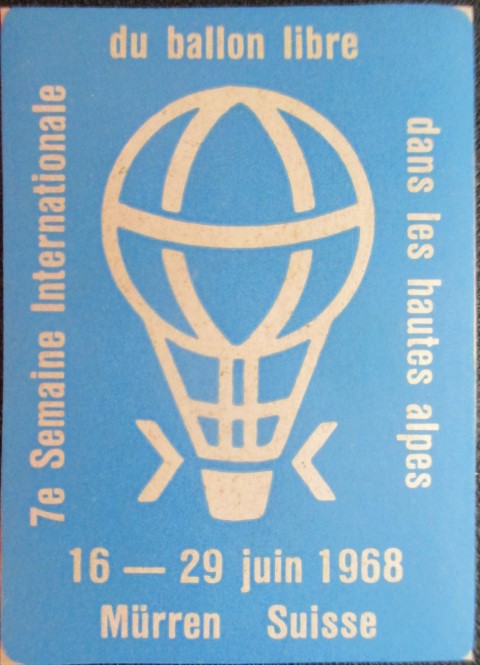 7e Semaine Internationale
du ballon libre
dans les hautes alpes
16 — 29 juin 1968
Mürren Suisse